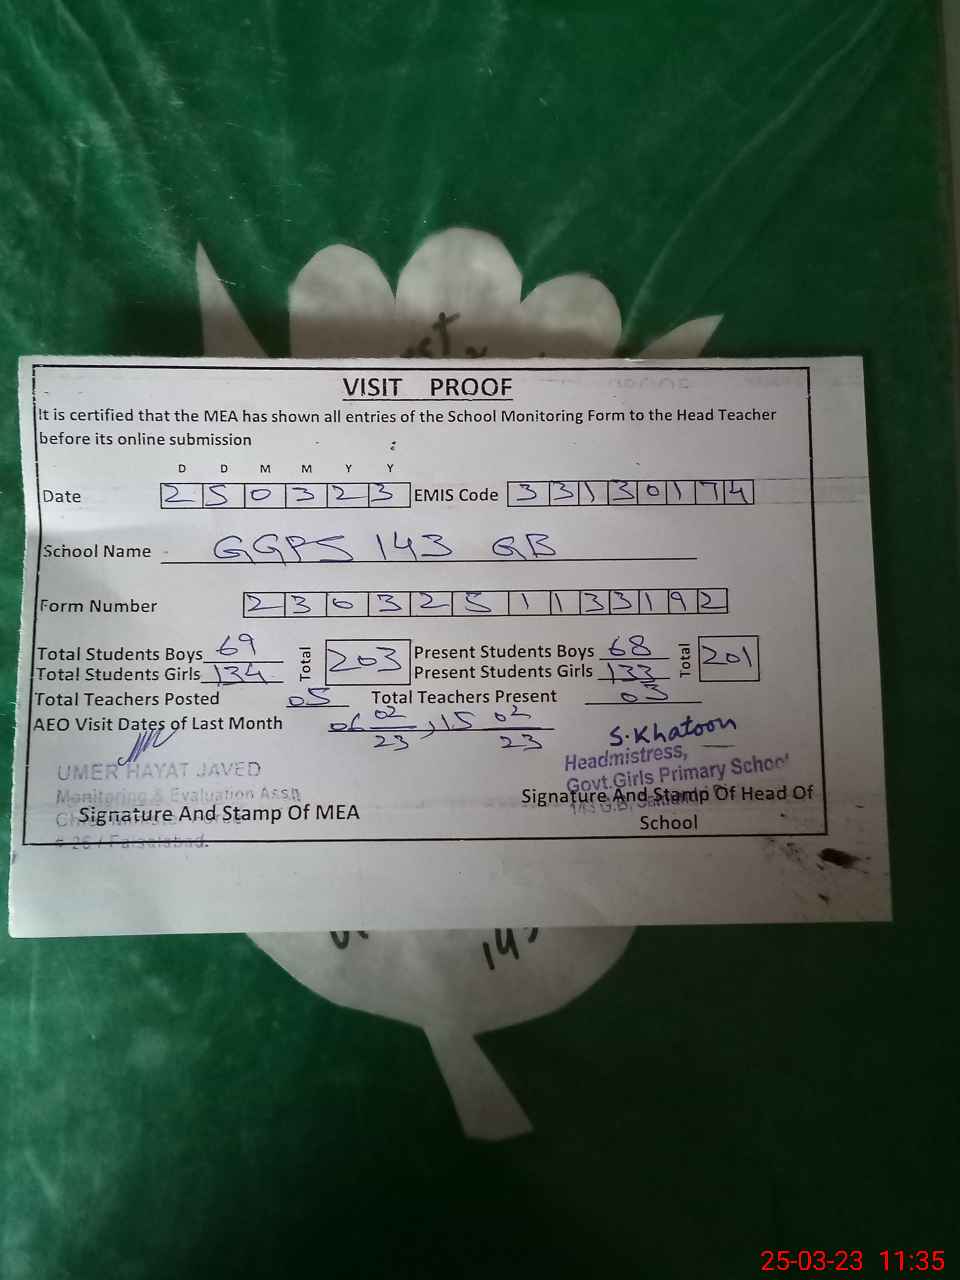 VISIT PROOF
It is certified that the MEA has shown all entries of the School Monitoring Form to the Head Teacher
before its online submission
D D M M Y Y
Date 2 5 0 3 2 3 EMIS Code 3 3 1 3 0 1 7 4
School Name GGPS 143 GB
Form Number 2 3 0 3 2 5 1 1 3 3 1 9 2
Total Students Boys 69 Total 203 Present Students Boys 68 Total 201
Total Students Girls 134 Present Students Girls 133
Total Teachers Posted 05 Total Teachers Present 03
AEO Visit Dates of Last Month 06 02/23, 15 02/23
S.Khatoon
UMER HAYAT JAVED Headmistress,
Monitoring & Evaluation Asstt Govt.Girls Primary School
Signature And Stamp Of MEA Signature And Stamp Of Head Of
School
143
25-03-23 11:35